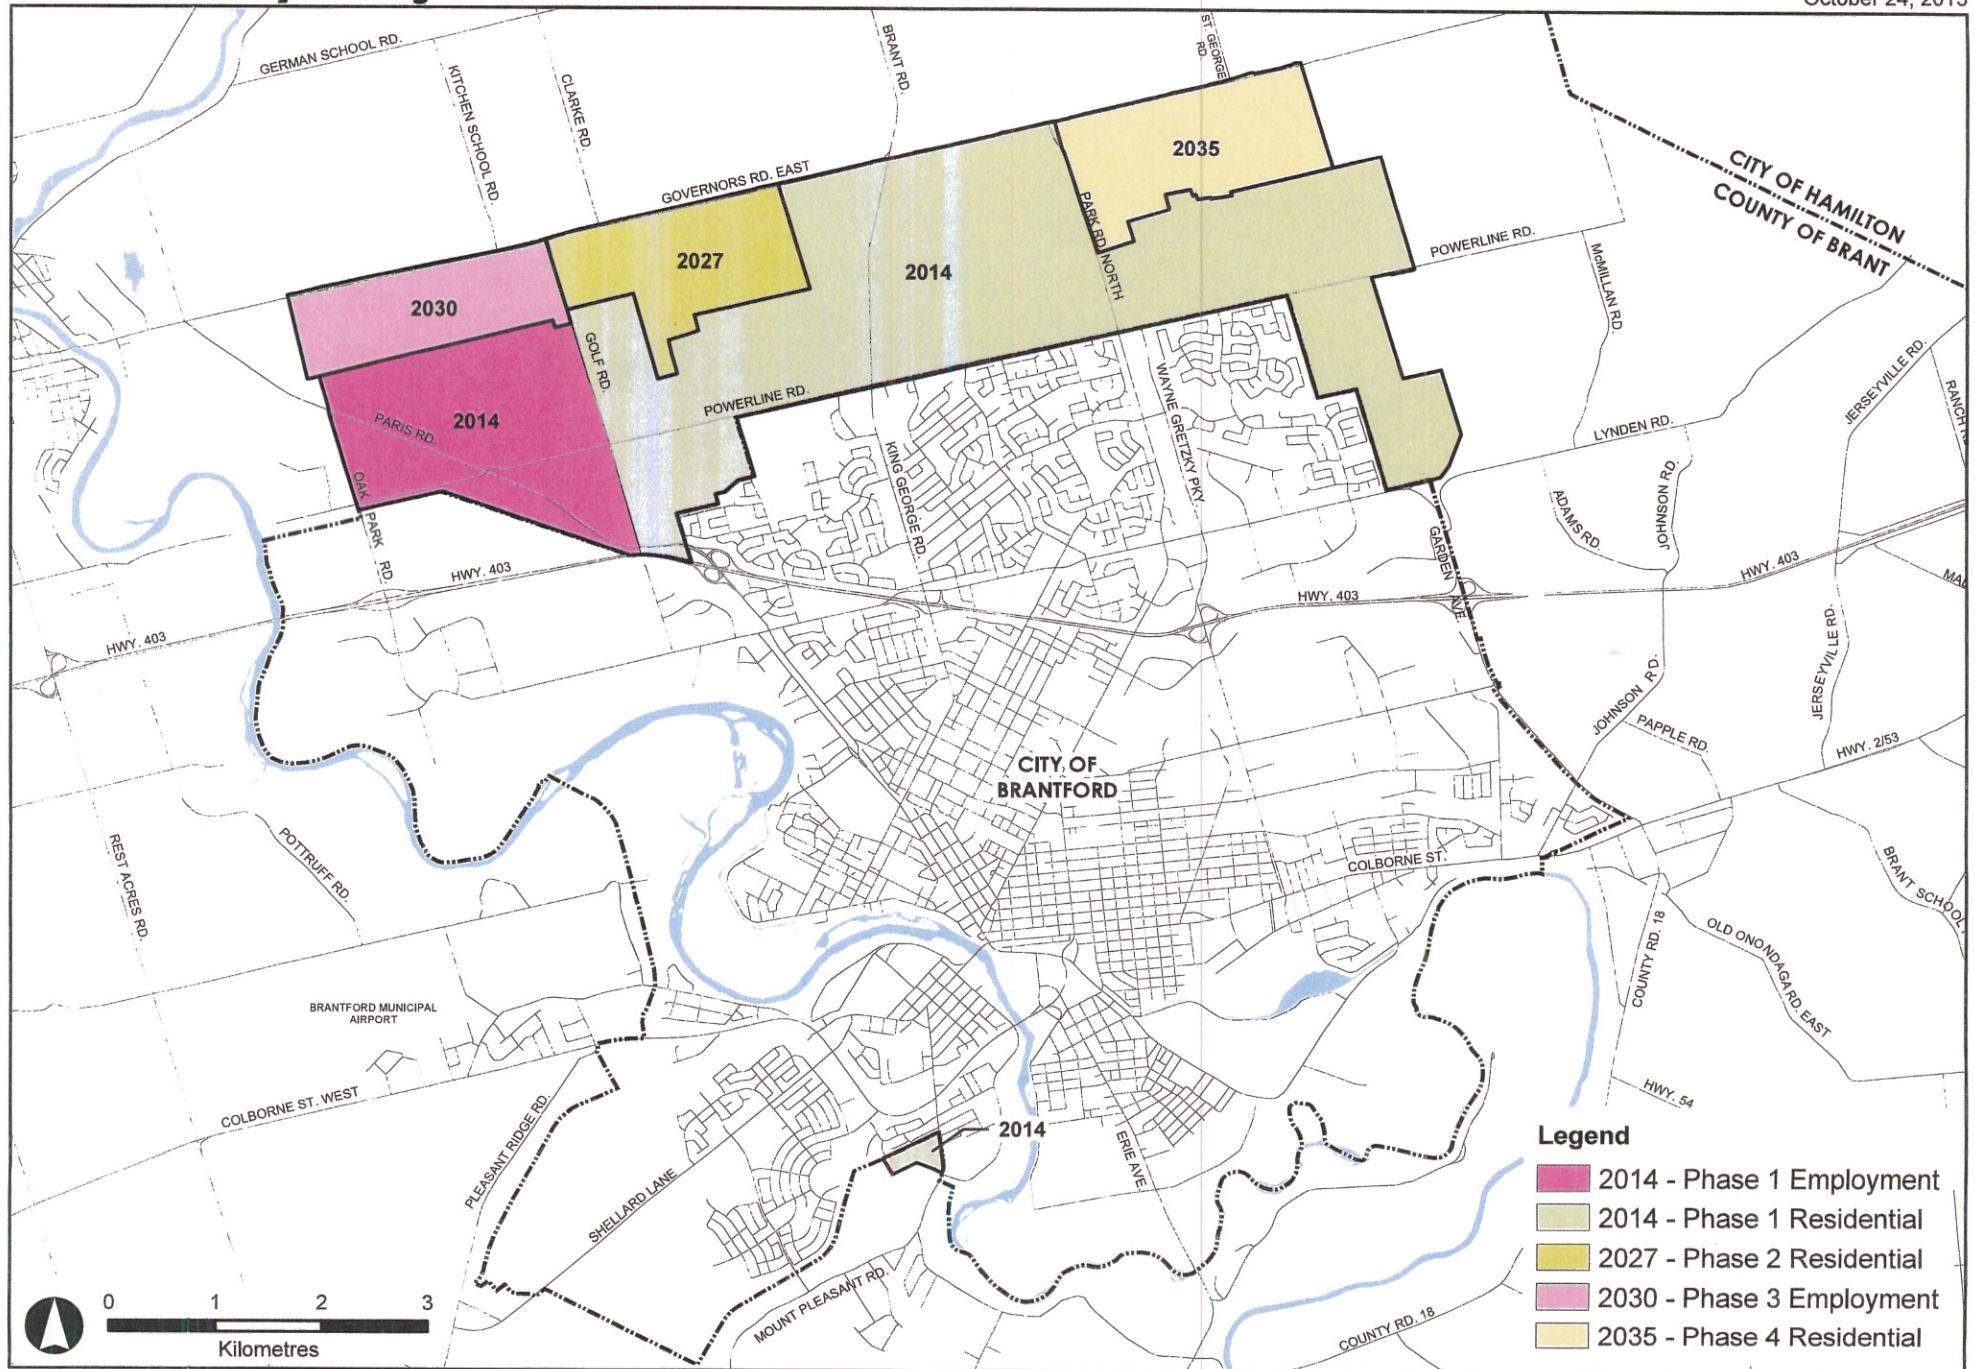 October 24, 2013
GERMAN SCHOOL RD.
KITCHEN SCHOOL RD.
CLARKE RD.
BRANT RD.
ST. GEORGE
RD
CITY OF HAMILTON
COUNTY OF BRANT
GOVERNORS RD. EAST
2035
PARK RD. NORTH
POWERLINE RD.
McMILLAN RD.
2027
2014
2030
GOLF RD.
POWERLINE RD.
2014
PARIS RD.
OAK PARK RD.
WAYNE GRETZKY PKY
KING GEORGE RD.
JERSEYVILLE RD.
LYNDEN RD.
ADAMS RD.
JOHNSON RD.
GARDEN AVE.
HWY. 403
HWY. 403
HWY. 403
HWY. 403
JOHNSON RD.
PAPPLE RD.
JERSEYVILLE RD.
HWY. 2/53
CITY OF
BRANTFORD
REST ACRES RD.
POTTRUFF RD.
COLBORNE ST.
BRANT SCHOOL
COUNTY RD. 18
OLD ONONDAGA RD. EAST
BRANTFORD MUNICIPAL
AIRPORT
COLBORNE ST. WEST
PLEASANT RIDGE RD.
SHELLARD LANE
2014
ERIE AVE.
MOUNT PLEASANT RD.
HWY. 54
COUNTY RD. 18
Legend
2014 - Phase 1 Employment
2014 - Phase 1 Residential
2027 - Phase 2 Residential
2030 - Phase 3 Employment
2035 - Phase 4 Residential
0 1 2 3
Kilometres